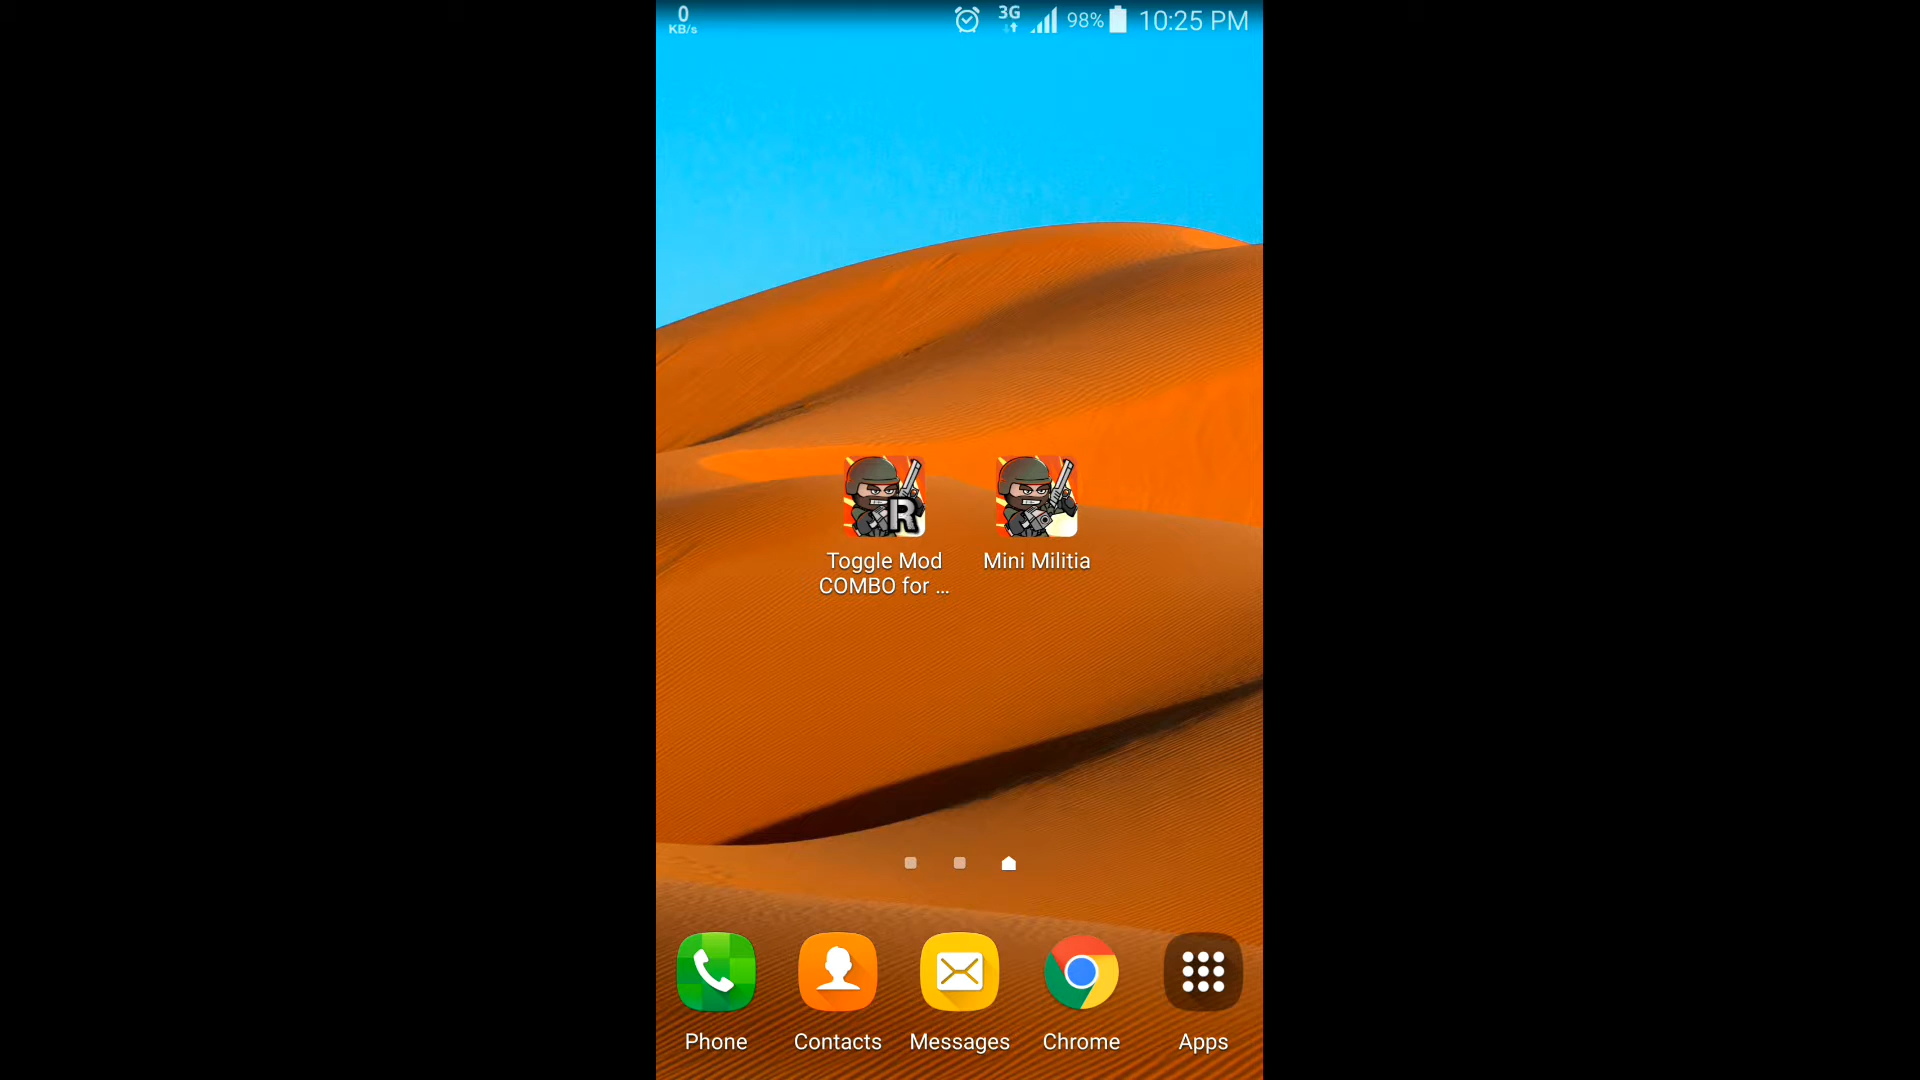 0
KB/s
3G
98%
10:25 PM
R
Toggle Mod
COMBO for ...
Mini Militia
Phone
Contacts
Messages
Chrome
Apps